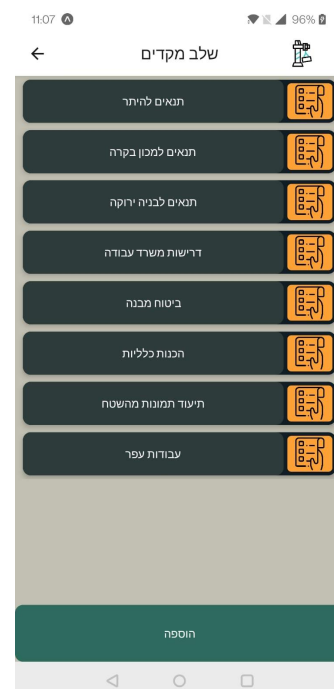 11:07
96%
שלב מקדים
תנאים להיתר
תנאים למכון בקרה
תנאים לבניה ירוקה
דרישות משרד עבודה
ביטוח מבנה
הכנות כלליות
תיעוד תמונות מהשטח
עבודות עפר
הוספה